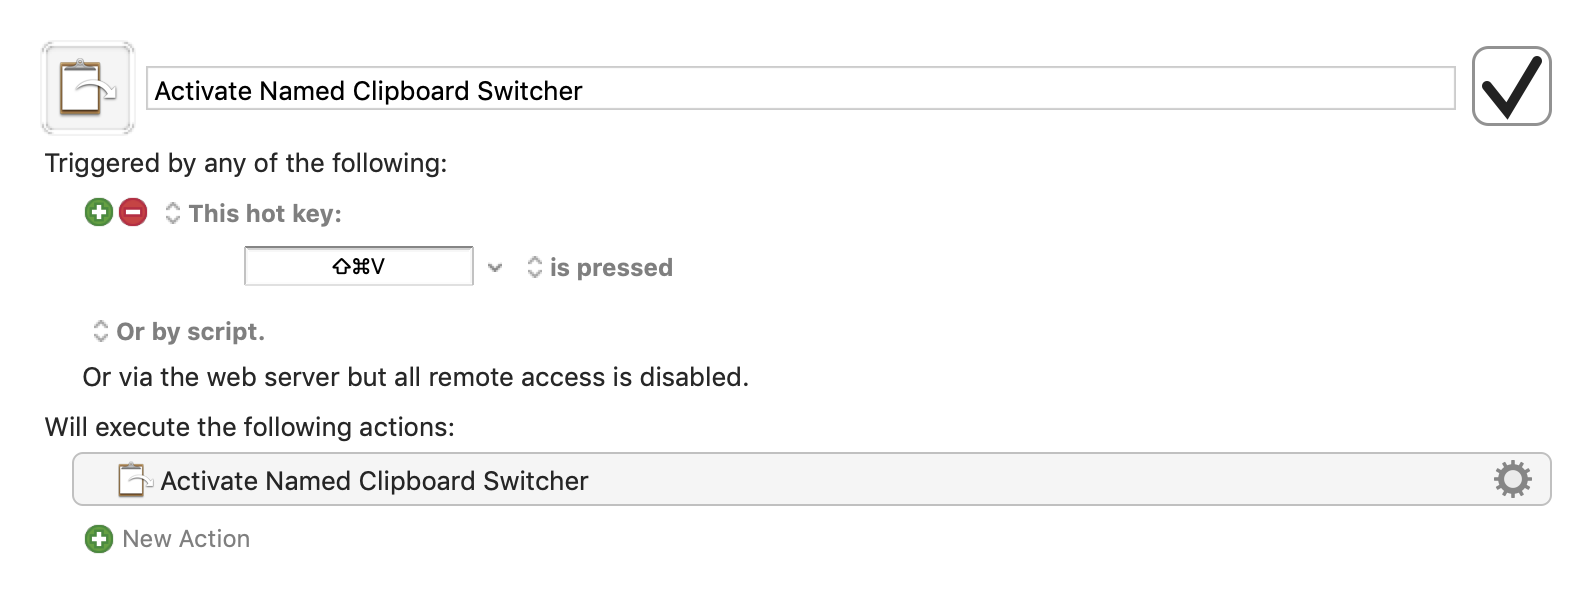 Activate Named Clipboard Switcher
Triggered by any of the following:
This hot key:
⇧⌘V is pressed
Or by script.
Or via the web server but all remote access is disabled.
Will execute the following actions:
Activate Named Clipboard Switcher
New Action